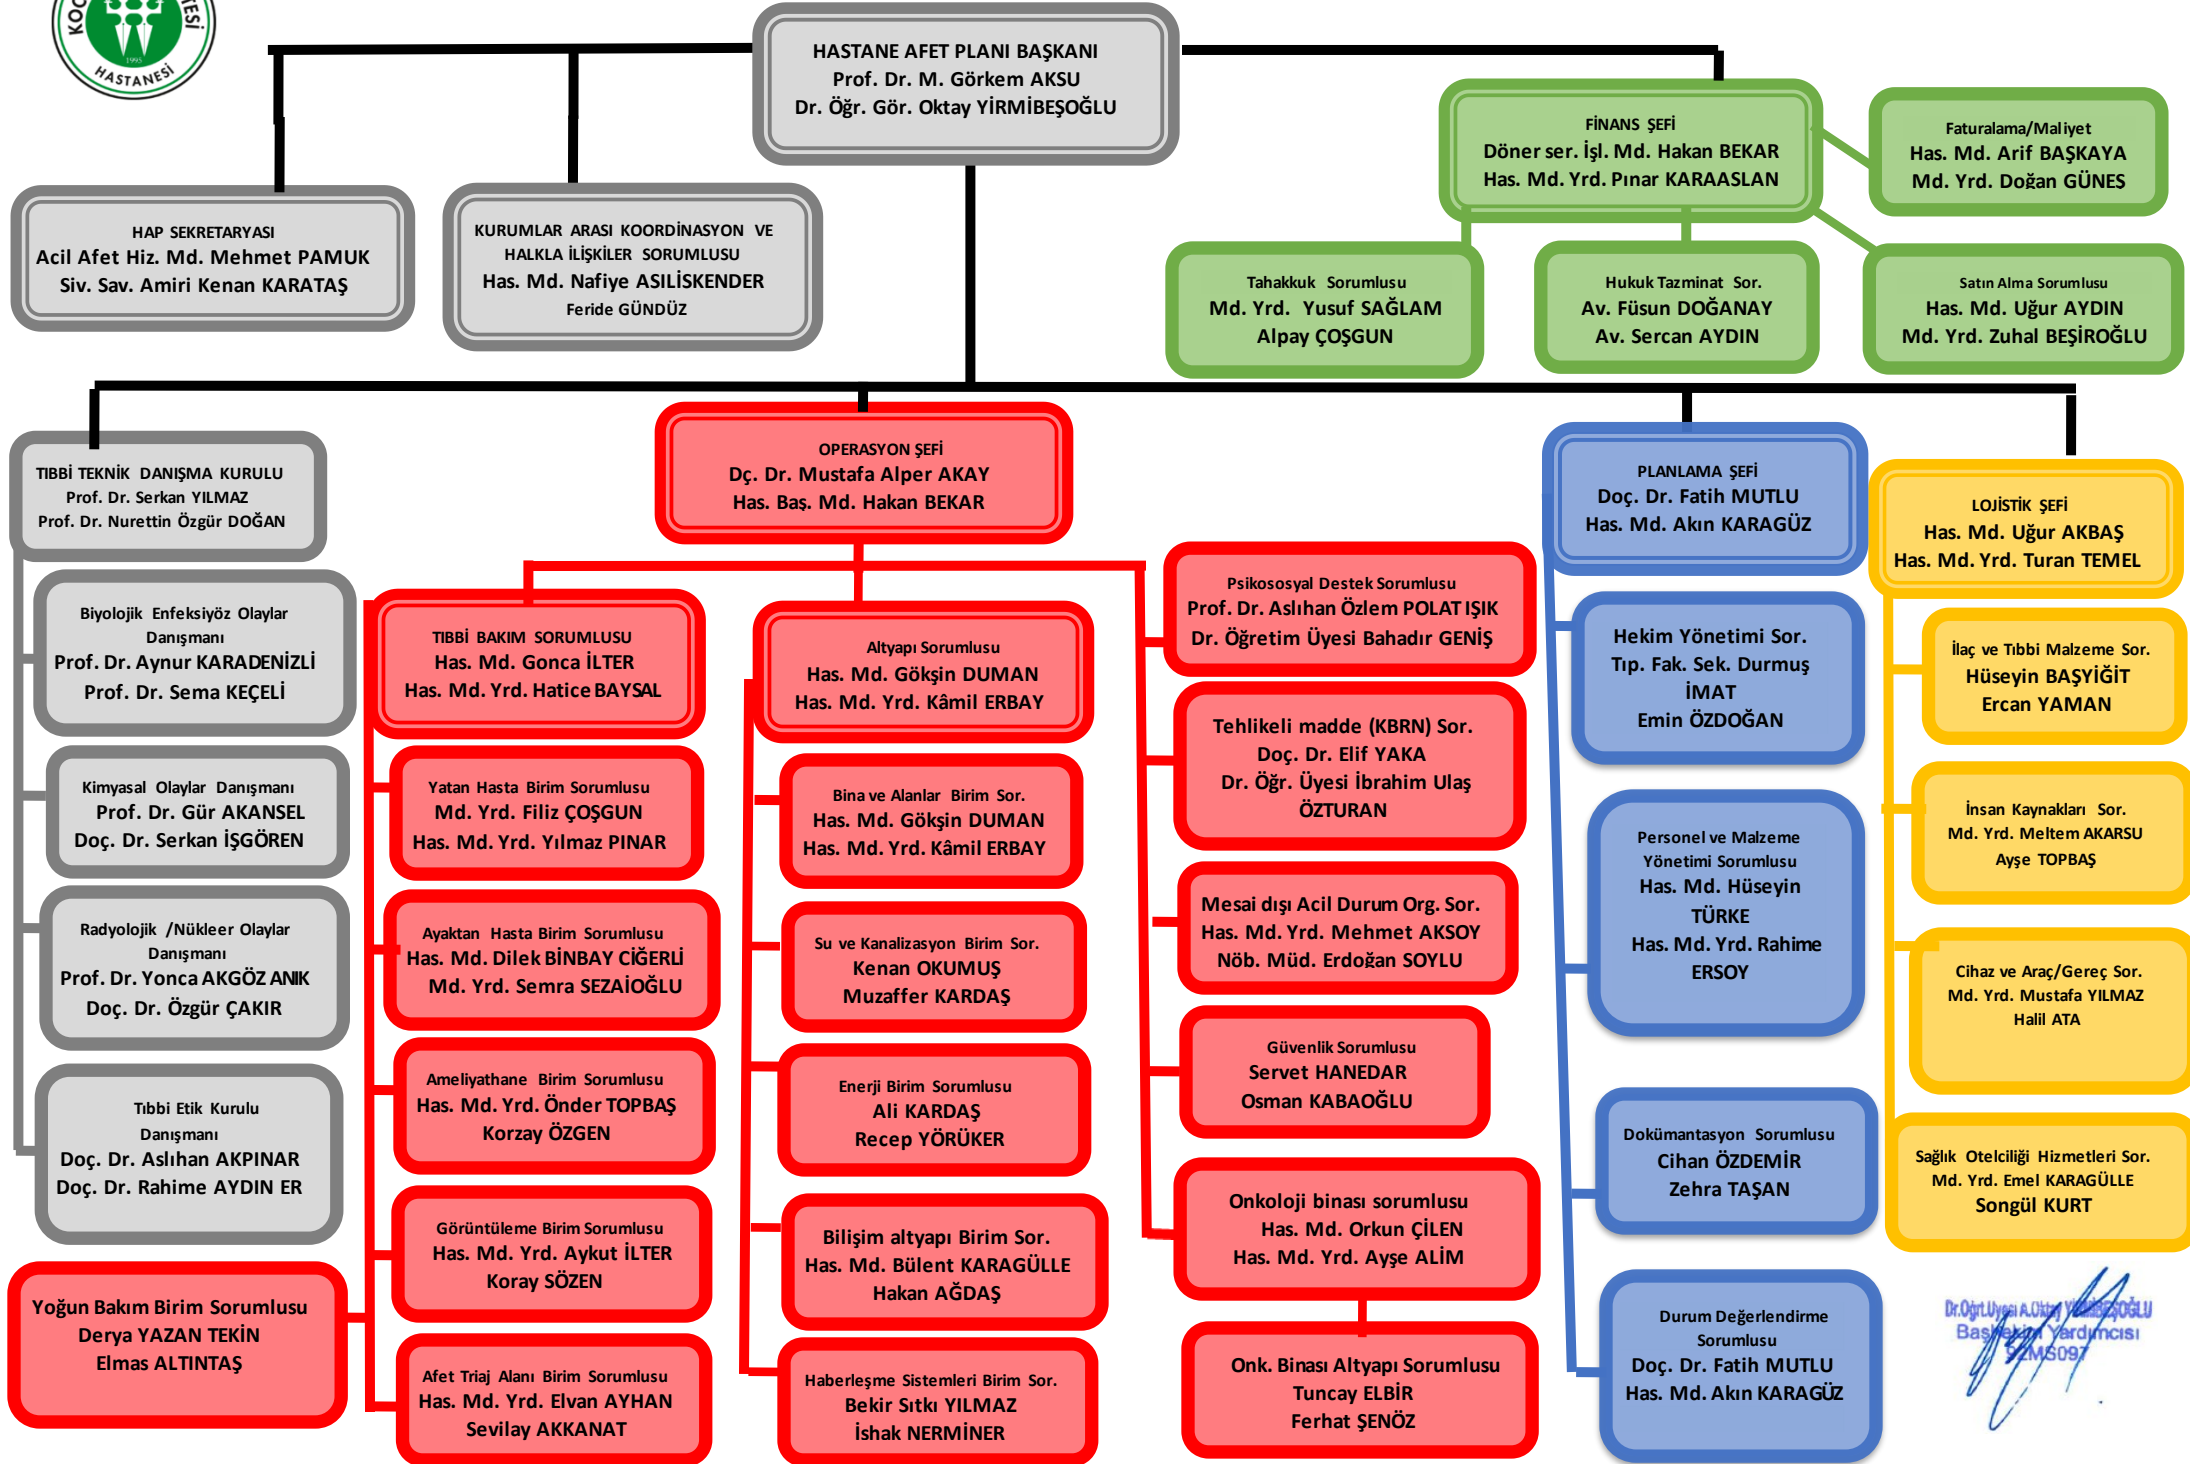 HASTANESİ
1995
HASTANE AFET PLANI BAŞKANI
Prof. Dr. M. Görkem AKSU
Dr. Öğr. Gör. Oktay YİRMİBEŞOĞLU
FİNANS ŞEFİ
Döner ser. İşl. Md. Hakan BEKAR
Has. Md. Yrd. Pınar KARAASLAN
Faturalama/Maliyet
Has. Md. Arif BAŞKAYA
Md. Yrd. Doğan GÜNEŞ
HAP SEKRETARYASI
Acil Afet Hiz. Md. Mehmet PAMUK
Siv. Sav. Amiri Kenan KARATAŞ
KURUMLAR ARASI KOORDİNASYON VE
HALKLA İLİŞKİLER SORUMLUSU
Has. Md. Nafiye ASILİSKENDER
Feride GÜNDÜZ
Tahakkuk Sorumlusu
Md. Yrd. Yusuf SAĞLAM
Alpay ÇOŞGUN
Hukuk Tazminat Sor.
Av. Füsun DOĞANAY
Av. Sercan AYDIN
Satın Alma Sorumlusu
Has. Md. Uğur AYDIN
Md. Yrd. Zuhal BEŞİROĞLU
TIBBİ TEKNİK DANIŞMA KURULU
Prof. Dr. Serkan YILMAZ
Prof. Dr. Nurettin Özgür DOĞAN
OPERASYON ŞEFİ
Dç. Dr. Mustafa Alper AKAY
Has. Baş. Md. Hakan BEKAR
PLANLAMA ŞEFİ
Doç. Dr. Fatih MUTLU
Has. Md. Akın KARAGÜZ
LOJİSTİK ŞEFİ
Has. Md. Uğur AKBAŞ
Has. Md. Yrd. Turan TEMEL
Biyolojik Enfeksiyöz Olaylar
Danışmanı
Prof. Dr. Aynur KARADENİZLİ
Prof. Dr. Sema KEÇELİ
Kimyasal Olaylar Danışmanı
Prof. Dr. Gür AKANSEL
Doç. Dr. Serkan İŞGÖREN
Radyolojik /Nükleer Olaylar
Danışmanı
Prof. Dr. Yonca AKGÖZ ANIK
Doç. Dr. Özgür ÇAKIR
Tıbbi Etik Kurulu
Danışmanı
Doç. Dr. Aslıhan AKPINAR
Doç. Dr. Rahime AYDIN ER
TIBBİ BAKIM SORUMLUSU
Has. Md. Gonca İLTER
Has. Md. Yrd. Hatice BAYSAL
Yatan Hasta Birim Sorumlusu
Md. Yrd. Filiz ÇOŞGUN
Has. Md. Yrd. Yılmaz PINAR
Ayaktan Hasta Birim Sorumlusu
Has. Md. Dilek BİNBAY CİĞERLİ
Md. Yrd. Semra SEZAİOĞLU
Ameliyathane Birim Sorumlusu
Has. Md. Yrd. Önder TOPBAŞ
Korzay ÖZGEN
Görüntüleme Birim Sorumlusu
Has. Md. Yrd. Aykut İLTER
Koray SÖZEN
Yoğun Bakım Birim Sorumlusu
Derya YAZAN TEKİN
Elmas ALTINTAŞ
Afet Triaj Alanı Birim Sorumlusu
Has. Md. Yrd. Elvan AYHAN
Sevilay AKKANAT
Altyapı Sorumlusu
Has. Md. Gökşin DUMAN
Has. Md. Yrd. Kâmil ERBAY
Bina ve Alanlar Birim Sor.
Has. Md. Gökşin DUMAN
Has. Md. Yrd. Kâmil ERBAY
Su ve Kanalizasyon Birim Sor.
Kenan OKUMUŞ
Muzaffer KARDAŞ
Enerji Birim Sorumlusu
Ali KARDAŞ
Recep YÖRÜKER
Bilişim altyapı Birim Sor.
Has. Md. Bülent KARAGÜLLE
Hakan AĞDAŞ
Haberleşme Sistemleri Birim Sor.
Bekir Sıtkı YILMAZ
İshak NERMİNER
Psikososyal Destek Sorumlusu
Prof. Dr. Aslıhan Özlem POLAT IŞIK
Dr. Öğretim Üyesi Bahadır GENİŞ
Tehlikeli madde (KBRN) Sor.
Doç. Dr. Elif YAKA
Dr. Öğr. Üyesi İbrahim Ulaş
ÖZTURAN
Mesai dışı Acil Durum Org. Sor.
Has. Md. Yrd. Mehmet AKSOY
Nöb. Müd. Erdoğan SOYLU
Güvenlik Sorumlusu
Servet HANEDAR
Osman KABAOĞLU
Onkoloji binası sorumlusu
Has. Md. Orkun ÇİLEN
Has. Md. Yrd. Ayşe ALİM
Onk. Binası Altyapı Sorumlusu
Tuncay ELBİR
Ferhat ŞENÖZ
Hekim Yönetimi Sor.
Tıp. Fak. Sek. Durmuş
İMAT
Emin ÖZDOĞAN
Personel ve Malzeme
Yönetimi Sorumlusu
Has. Md. Hüseyin
TÜRKE
Has. Md. Yrd. Rahime
ERSOY
Dokümantasyon Sorumlusu
Cihan ÖZDEMİR
Zehra TAŞAN
Durum Değerlendirme
Sorumlusu
Doç. Dr. Fatih MUTLU
Has. Md. Akın KARAGÜZ
İlaç ve Tıbbi Malzeme Sor.
Hüseyin BAŞYİĞİT
Ercan YAMAN
İnsan Kaynakları Sor.
Md. Yrd. Meltem AKARSU
Ayşe TOPBAŞ
Cihaz ve Araç/Gereç Sor.
Md. Yrd. Mustafa YILMAZ
Halil ATA
Sağlık Otelciliği Hizmetleri Sor.
Md. Yrd. Emel KARAGÜLLE
Songül KURT
Dr.Öğrt.Üyesi A.Oktay YİRMİBEŞOĞLU
Başhekim Yardımcısı